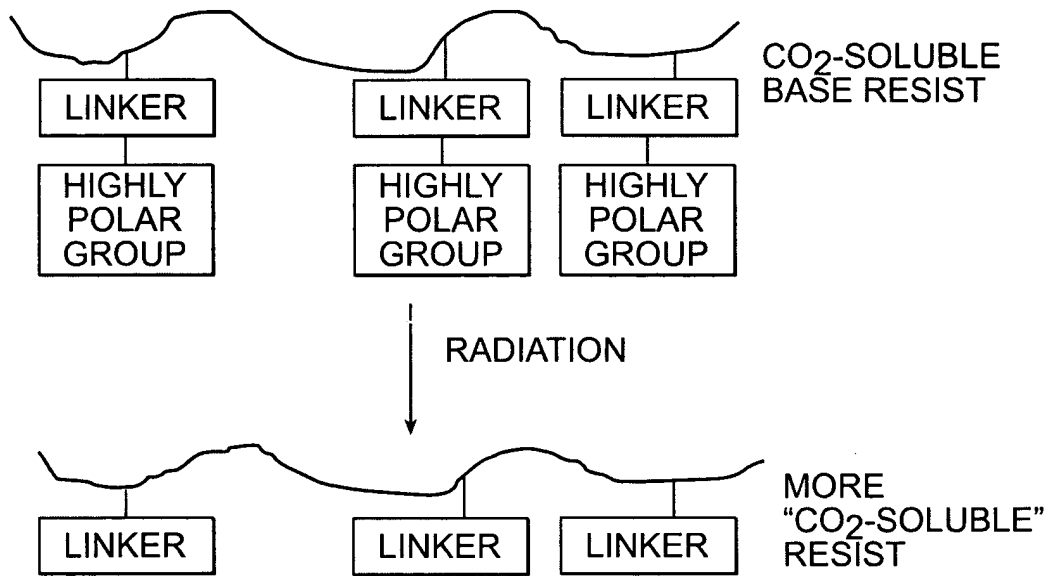 CO2-SOLUBLE
BASE RESIST
LINKER LINKER LINKER
HIGHLY
POLAR
GROUP
HIGHLY
POLAR
GROUP
HIGHLY
POLAR
GROUP
RADIATION
MORE
“CO2-SOLUBLE”
RESIST
LINKER LINKER LINKER